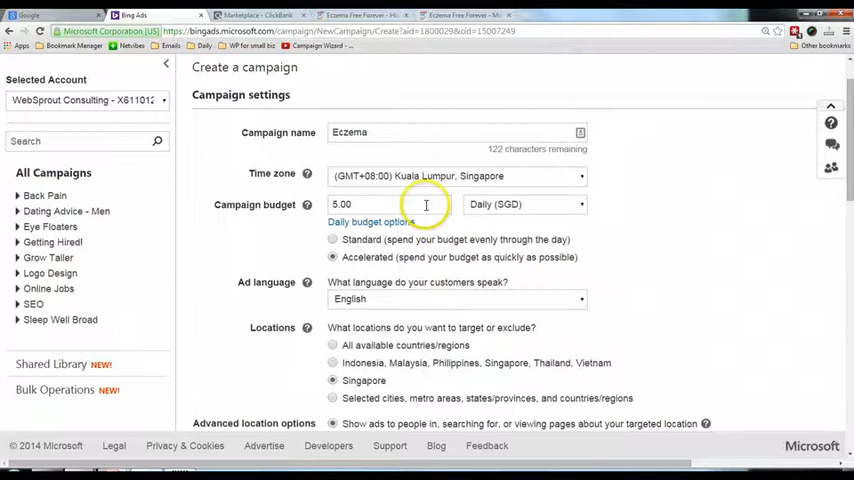 Google
Bing Ads
Marketplace - ClickBank
Eczema Free Forever - H
Eczema Free Forever - M
Microsoft Corporation [US]
https://bingads.microsoft.com/campaign/NewCampaign/Create?aid=1800029&cid=15007249
Apps
Bookmark Manager
Netvibes
Entries
Daily
WP for small biz
Campaign Wizard - ...
Other bookmarks
Selected Account
WebSprout Consulting - X611012
Search
All Campaigns
Back Pain
Dating Advice - Men
Eye Floaters
Getting Hired!
Grow Taller
Logo Design
Online Jobs
SEO
Sleep Well Broad
Shared Library NEW!
Bulk Operations NEW!
Create a campaign
Campaign settings
Campaign name
Eczema
122 characters remaining
Time zone
(GMT+08:00) Kuala Lumpur, Singapore
Campaign budget
5.00
Daily (SGD)
Daily budget options
Standard (spend your budget evenly through the day)
Accelerated (spend your budget as quickly as possible)
Ad language
What language do your customers speak?
English
Locations
What locations do you want to target or exclude?
All available countries/regions
Indonesia, Malaysia, Philippines, Singapore, Thailand, Vietnam
Singapore
Selected cities, metro areas, states/provinces, and countries/regions
Advanced location options
Show ads to people in, searching for, or viewing pages about your targeted location
© 2014 Microsoft
Legal
Privacy & Cookies
Advertise
Developers
Support
Blog
Feedback
Microsoft